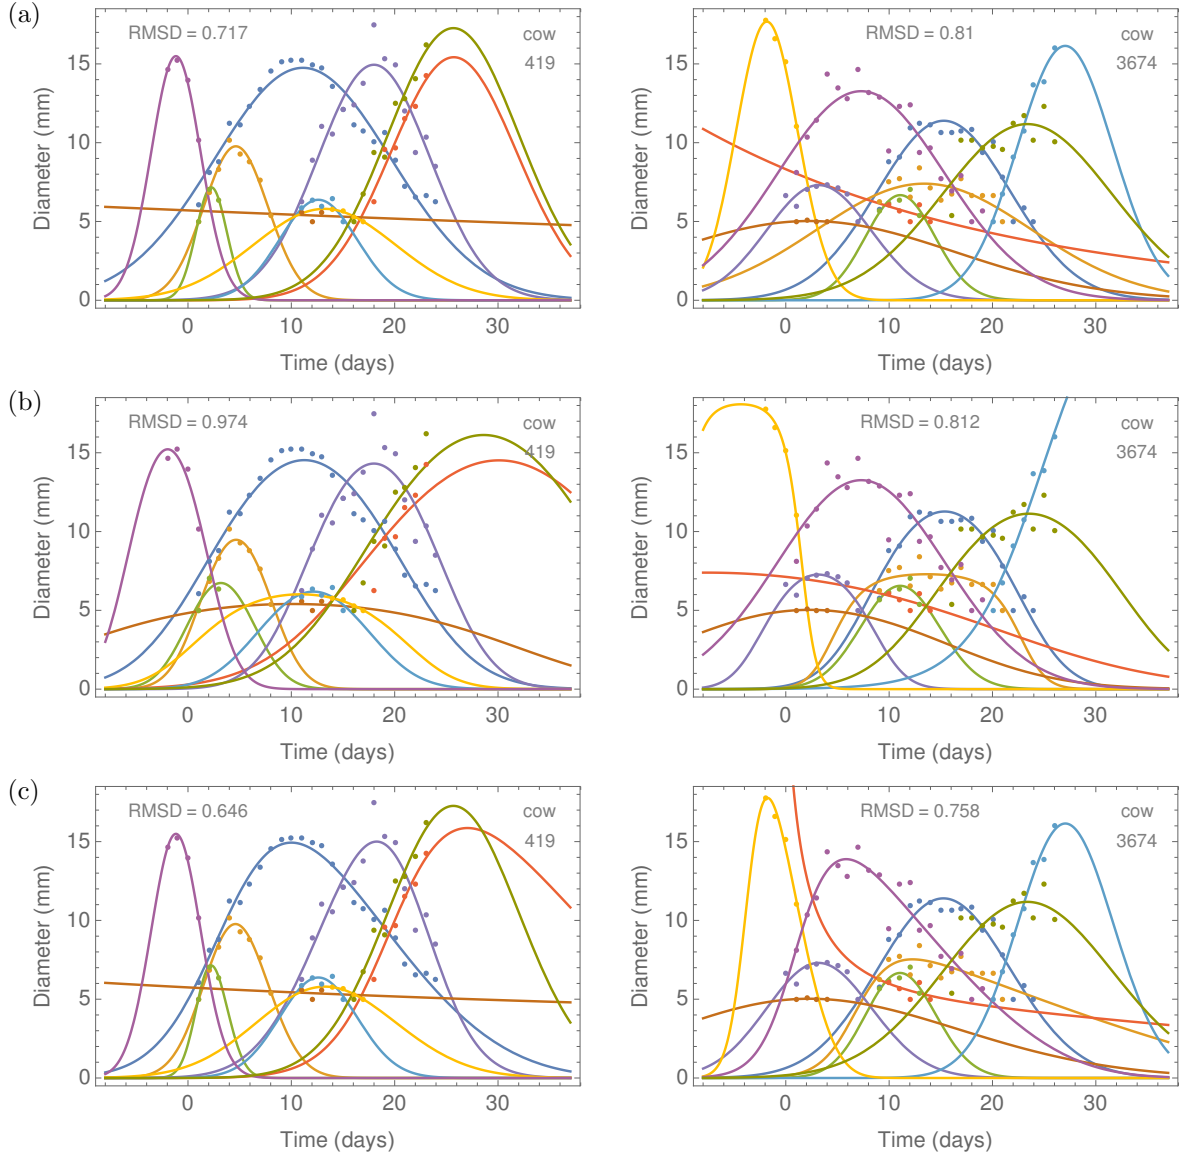 (a)
RMSD = 0.717
cow
419
15
10
5
0
Diameter (mm)
0
10
20
30
Time (days)
RMSD = 0.81
cow
3674
15
10
5
0
Diameter (mm)
0
10
20
30
Time (days)
(b)
RMSD = 0.974
cow
419
15
10
5
0
Diameter (mm)
0
10
20
30
Time (days)
RMSD = 0.812
cow
3674
15
10
5
0
Diameter (mm)
0
10
20
30
Time (days)
(c)
RMSD = 0.646
cow
419
15
10
5
0
Diameter (mm)
0
10
20
30
Time (days)
RMSD = 0.758
cow
3674
15
10
5
0
Diameter (mm)
0
10
20
30
Time (days)